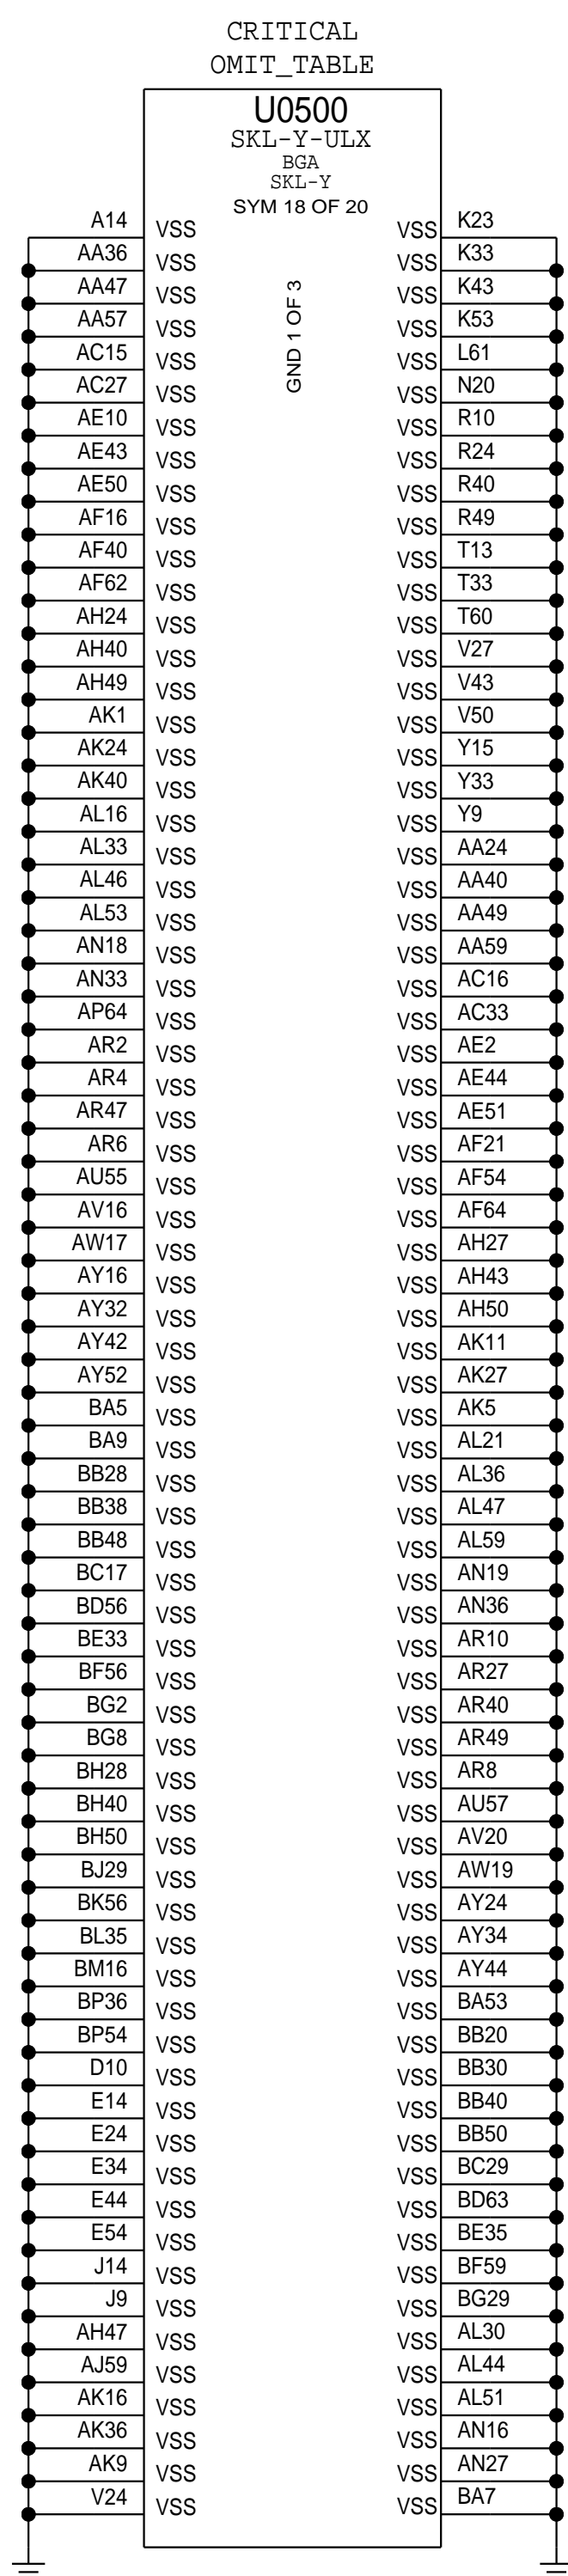 CRITICAL
OMIT_TABLE
U0500
SKL-Y-ULX
BGA
SKL-Y
SYM 18 OF 20
GND 1 OF 3
A14 VSS VSS K23
AA36 VSS VSS K33
AA47 VSS VSS K43
AA57 VSS VSS K53
AC15 VSS VSS L61
AC27 VSS VSS N20
AE10 VSS VSS R10
AE43 VSS VSS R24
AE50 VSS VSS R40
AF16 VSS VSS R49
AF40 VSS VSS T13
AF62 VSS VSS T33
AH24 VSS VSS T60
AH40 VSS VSS V27
AH49 VSS VSS V43
AK1 VSS VSS V50
AK24 VSS VSS Y15
AK40 VSS VSS Y33
AL16 VSS VSS Y9
AL33 VSS VSS AA24
AL46 VSS VSS AA40
AL53 VSS VSS AA49
AN18 VSS VSS AA59
AN33 VSS VSS AC16
AP64 VSS VSS AC33
AR2 VSS VSS AE2
AR4 VSS VSS AE44
AR47 VSS VSS AE51
AR6 VSS VSS AF21
AU55 VSS VSS AF54
AV16 VSS VSS AF64
AW17 VSS VSS AH27
AY16 VSS VSS AH43
AY32 VSS VSS AH50
AY42 VSS VSS AK11
AY52 VSS VSS AK27
BA5 VSS VSS AK5
BA9 VSS VSS AL21
BB28 VSS VSS AL36
BB38 VSS VSS AL47
BB48 VSS VSS AL59
BC17 VSS VSS AN19
BD56 VSS VSS AN36
BE33 VSS VSS AR10
BF56 VSS VSS AR27
BG2 VSS VSS AR40
BG8 VSS VSS AR49
BH28 VSS VSS AR8
BH40 VSS VSS AU57
BH50 VSS VSS AV20
BJ29 VSS VSS AW19
BK56 VSS VSS AY24
BL35 VSS VSS AY34
BM16 VSS VSS AY44
BP36 VSS VSS BA53
BP54 VSS VSS BB20
D10 VSS VSS BB30
E14 VSS VSS BB40
E24 VSS VSS BB50
E34 VSS VSS BC29
E44 VSS VSS BD63
E54 VSS VSS BE35
J14 VSS VSS BF59
J9 VSS VSS BG29
AH47 VSS VSS AL30
AJ59 VSS VSS AL44
AK16 VSS VSS AL51
AK36 VSS VSS AN16
AK9 VSS VSS AN27
V24 VSS VSS BA7